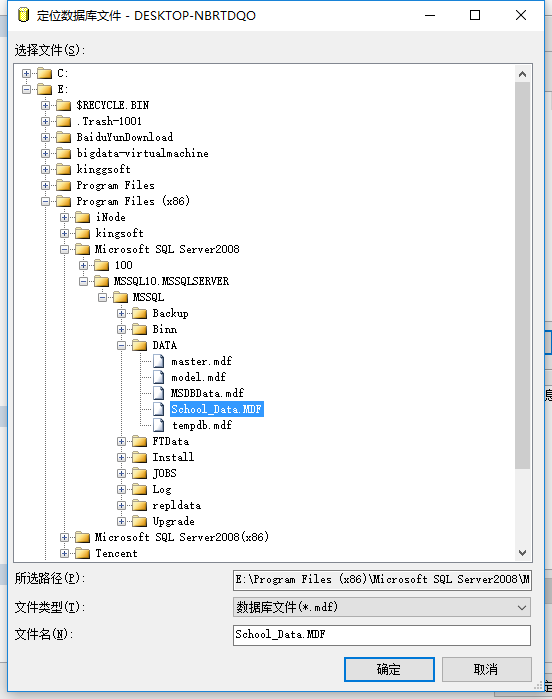 定位数据库文件 - DESKTOP-NBRTDQO
选择文件(S):
C:
E:
$RECYCLE.BIN
.Trash-1001
BaiduYunDownload
bigdata-virtualmachine
kinggsoft
Program Files
Program Files (x86)
iNode
kingsoft
Microsoft SQL Server2008
100
MSSQL10.MSSQLSERVER
MSSQL
Backup
Binn
DATA
master.mdf
model.mdf
MSDBData.mdf
School_Data.MDF
tempdb.mdf
FTData
Install
JOBS
Log
repldata
Upgrade
Microsoft SQL Server2008(x86)
Tencent
所选路径(P):
E:\Program Files (x86)\Microsoft SQL Server2008\M
文件类型(T):
数据库文件(*.mdf)
文件名(N):
School_Data.MDF
确定
取消